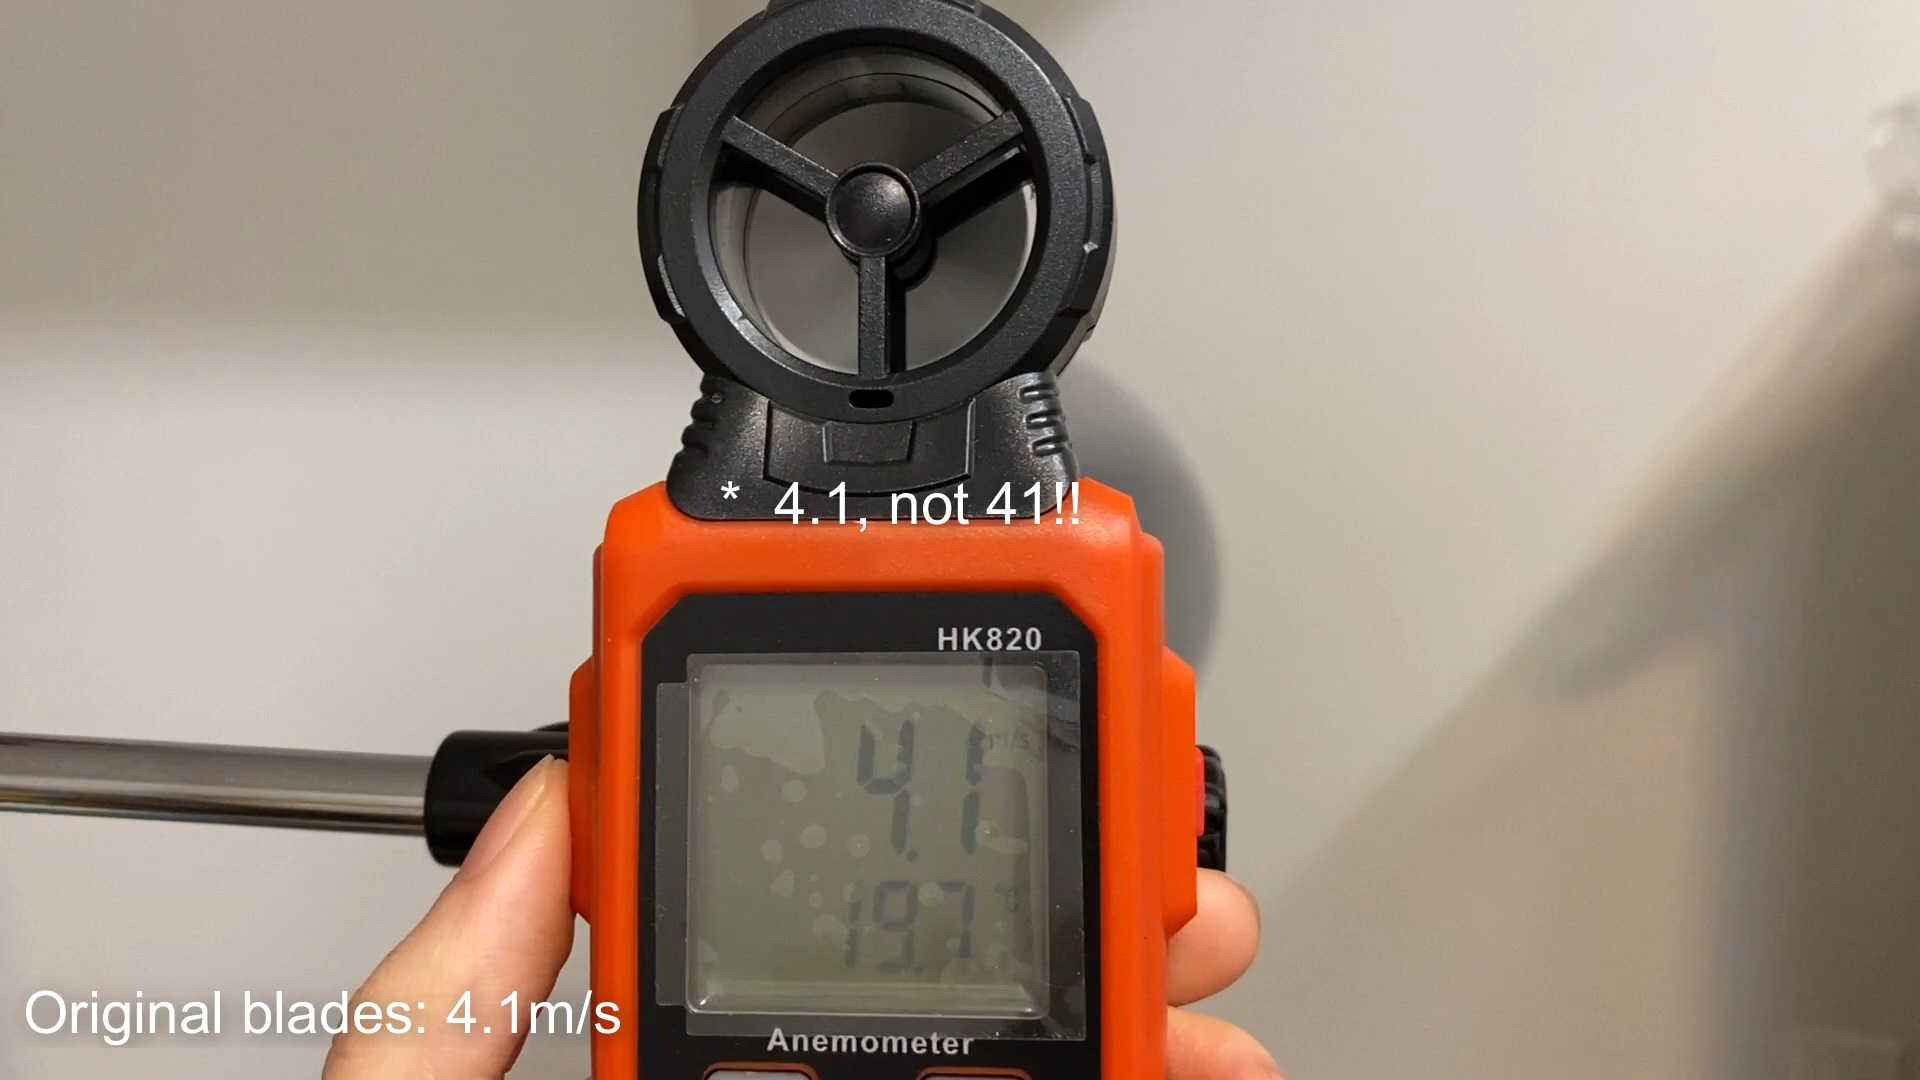 * 4.1, not 41!!
HK820
4.1 m/s
19.7 °C
Anemometer
Original blades: 4.1m/s